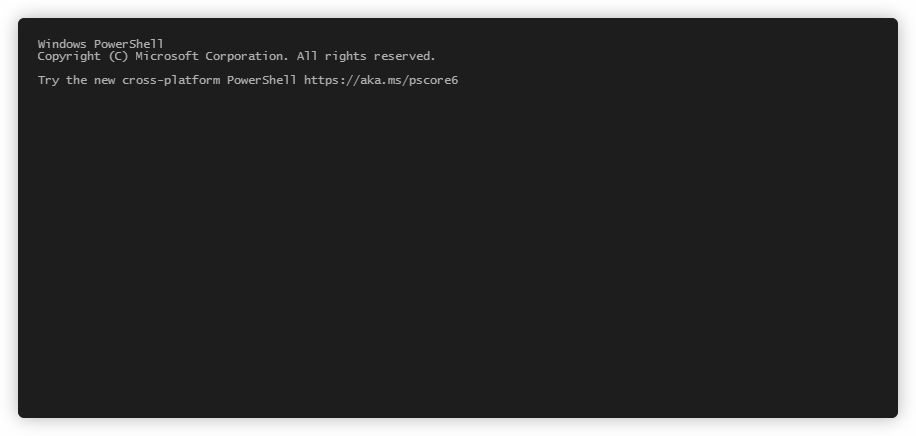 Windows PowerShell
Copyright (C) Microsoft Corporation. All rights reserved.
Try the new cross-platform PowerShell https://aka.ms/pscore6